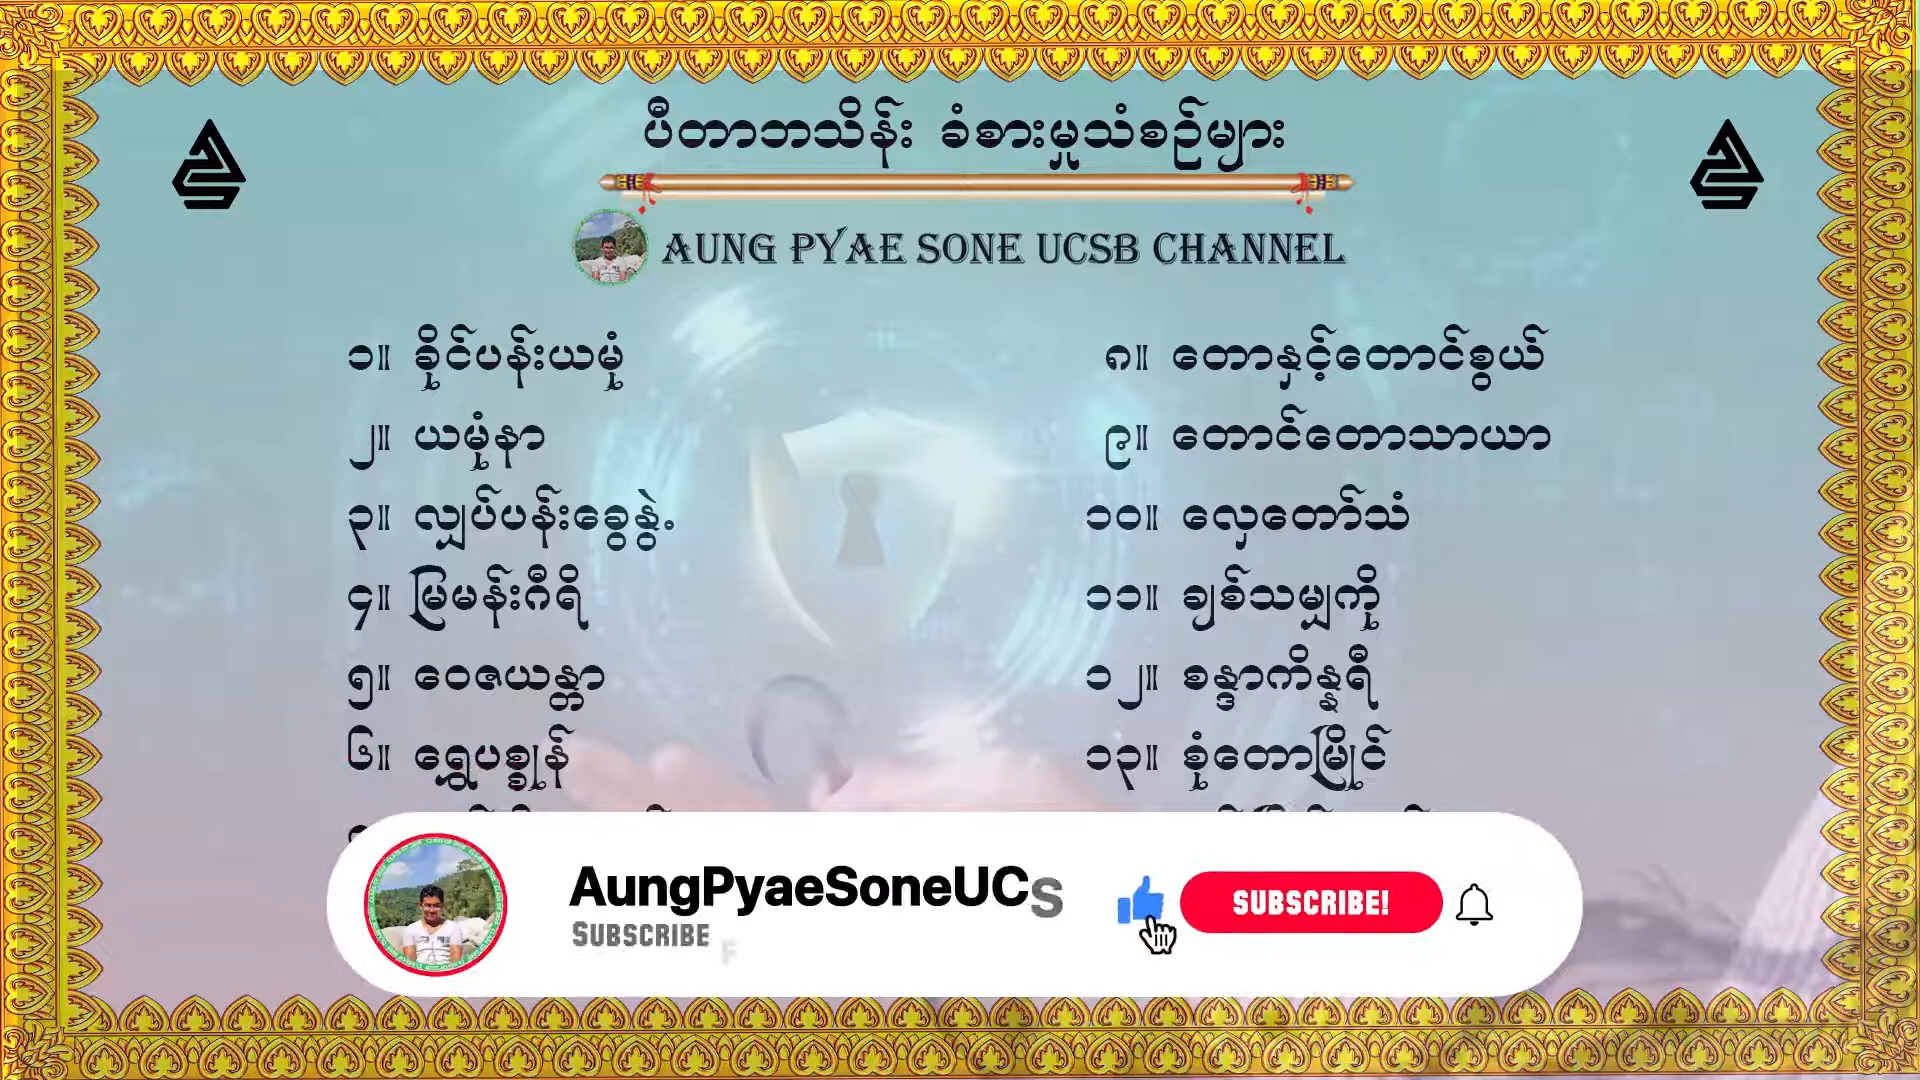 ပီတာဘသိန်း ခံစားမှုသံစဉ်များ
AUNG PYAE SONE UCSB CHANNEL
၁။ ခိုင်ပန်းယမုံ
၂။ ယမုံနာ
၃။ လျှပ်ပန်းခွေနွဲ့
၄။ မြမန်းဂီရိ
၅။ ဝေဇယန္တာ
၆။ ရွှေပစ္စုန်
၈။ တောနှင့်တောင်စွယ်
၉။ တောင်တောသာယာ
၁၀။ လှေတော်သံ
၁၁။ ချစ်သမျှကို
၁၂။ စန္ဒာကိန္နရီ
၁၃။ စုံတောမြိုင်
AungPyaeSoneUCS
SUBSCRIBE F
SUBSCRIBE!